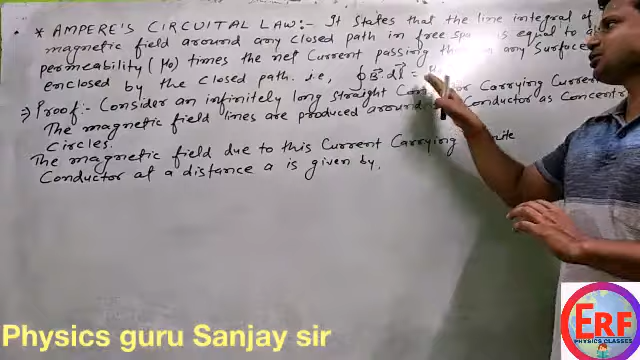 * AMPERE'S CIRCUITAL LAW:- It states that the line integral of
magnetic field around any closed path in free is equal to
permeability (μ0) times the net Current passing any Surface
enclosed by the closed path. i.e, ∮B⃗.dl⃗ =
⇒ Proof:- Consider an infinitely long straight Carrying Current
The magnetic field lines are produced around Conductor as Concentri
Circles.
The magnetic field due to this Current Carrying
Conductor at a distance a is given by,
Physics guru Sanjay sir
ERF
PHYSICS CLASSES